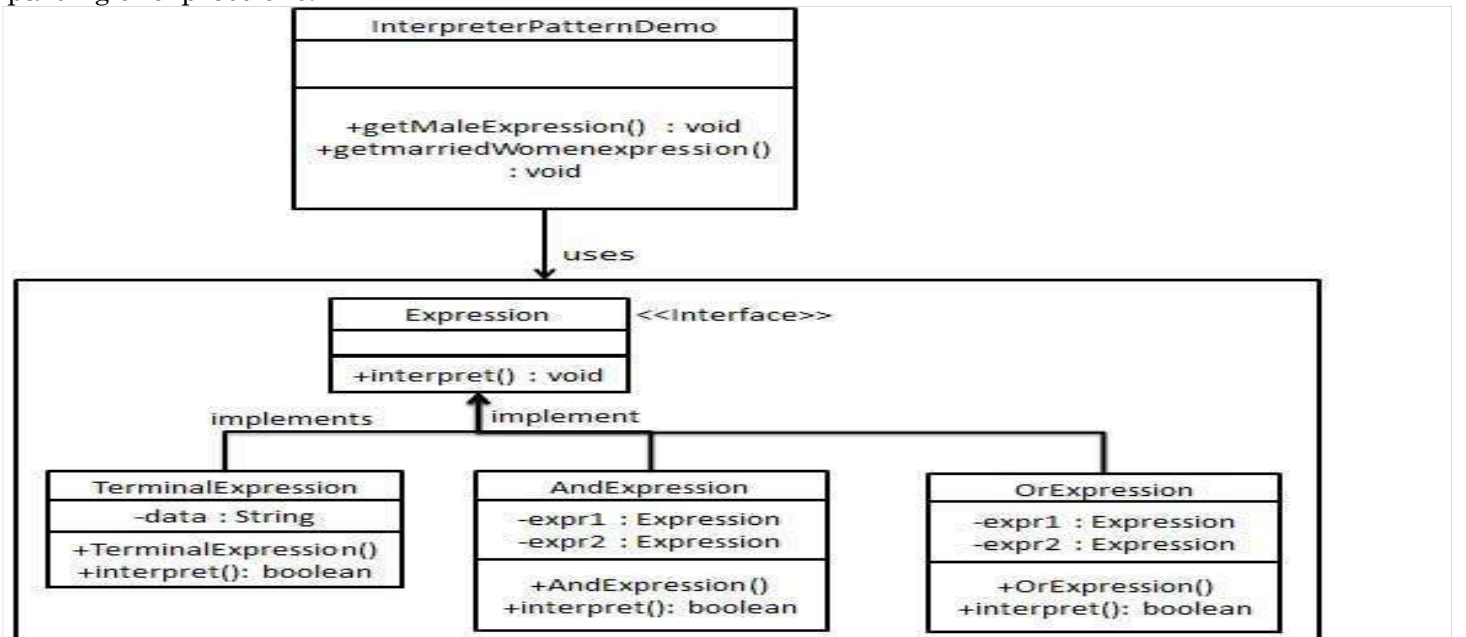 InterpreterPatternDemo
+getMaleExpression() : void
+getmarriedWomenexpression()
: void
uses
Expression
<<Interface>>
+interpret() : void
implements
implement
TerminalExpression
-data : String
+TerminalExpression()
+interpret(): boolean
AndExpression
-expr1 : Expression
-expr2 : Expression
+AndExpression()
+interpret(): boolean
OrExpression
-expr1 : Expression
-expr2 : Expression
+OrExpression()
+interpret(): boolean